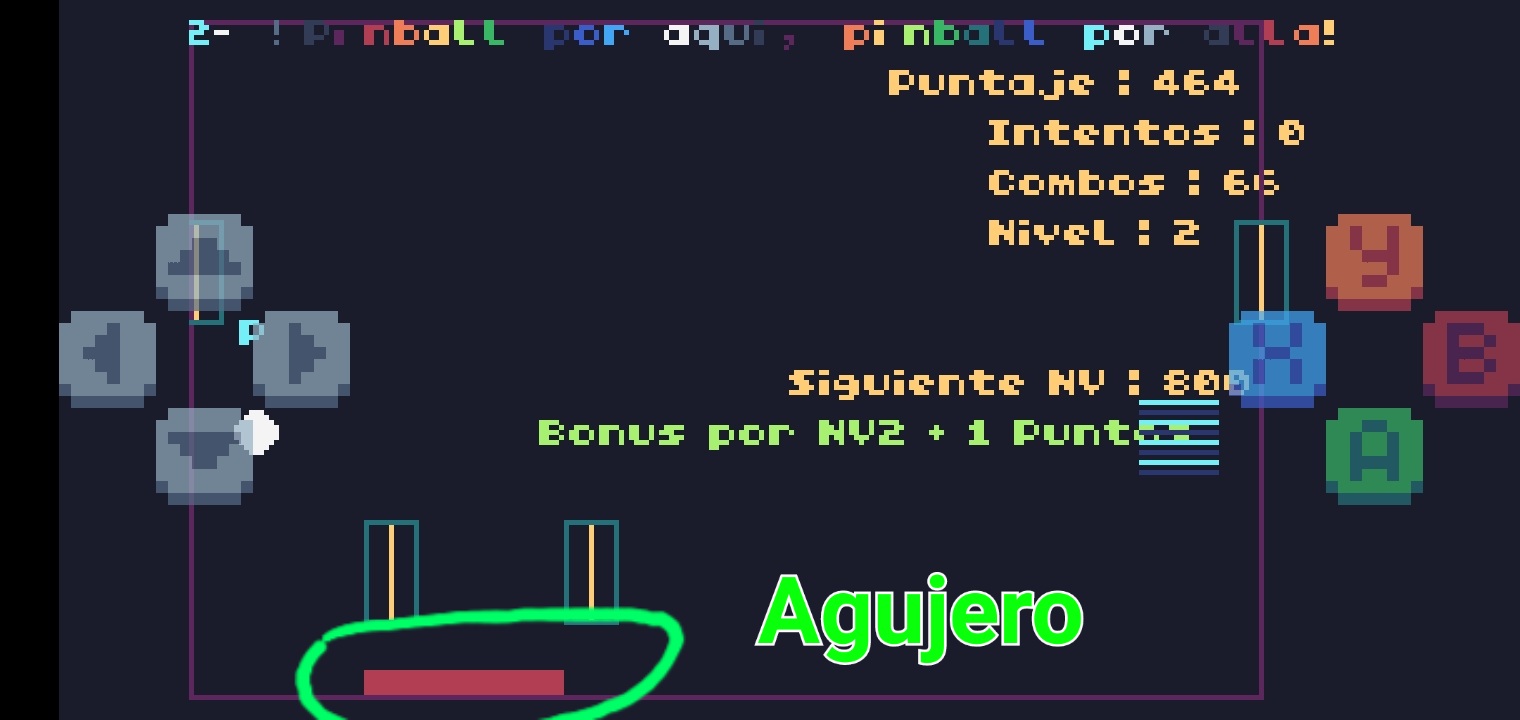 2- ! Pinball por aqui, pinball por alla!
Puntaje : 464
Intentos : 0
Combos : 66
Nivel : 2
Y
P
X
B
Siguiente NV : 800
Bonus por NV2 + 1 Puntos
A
Agujero